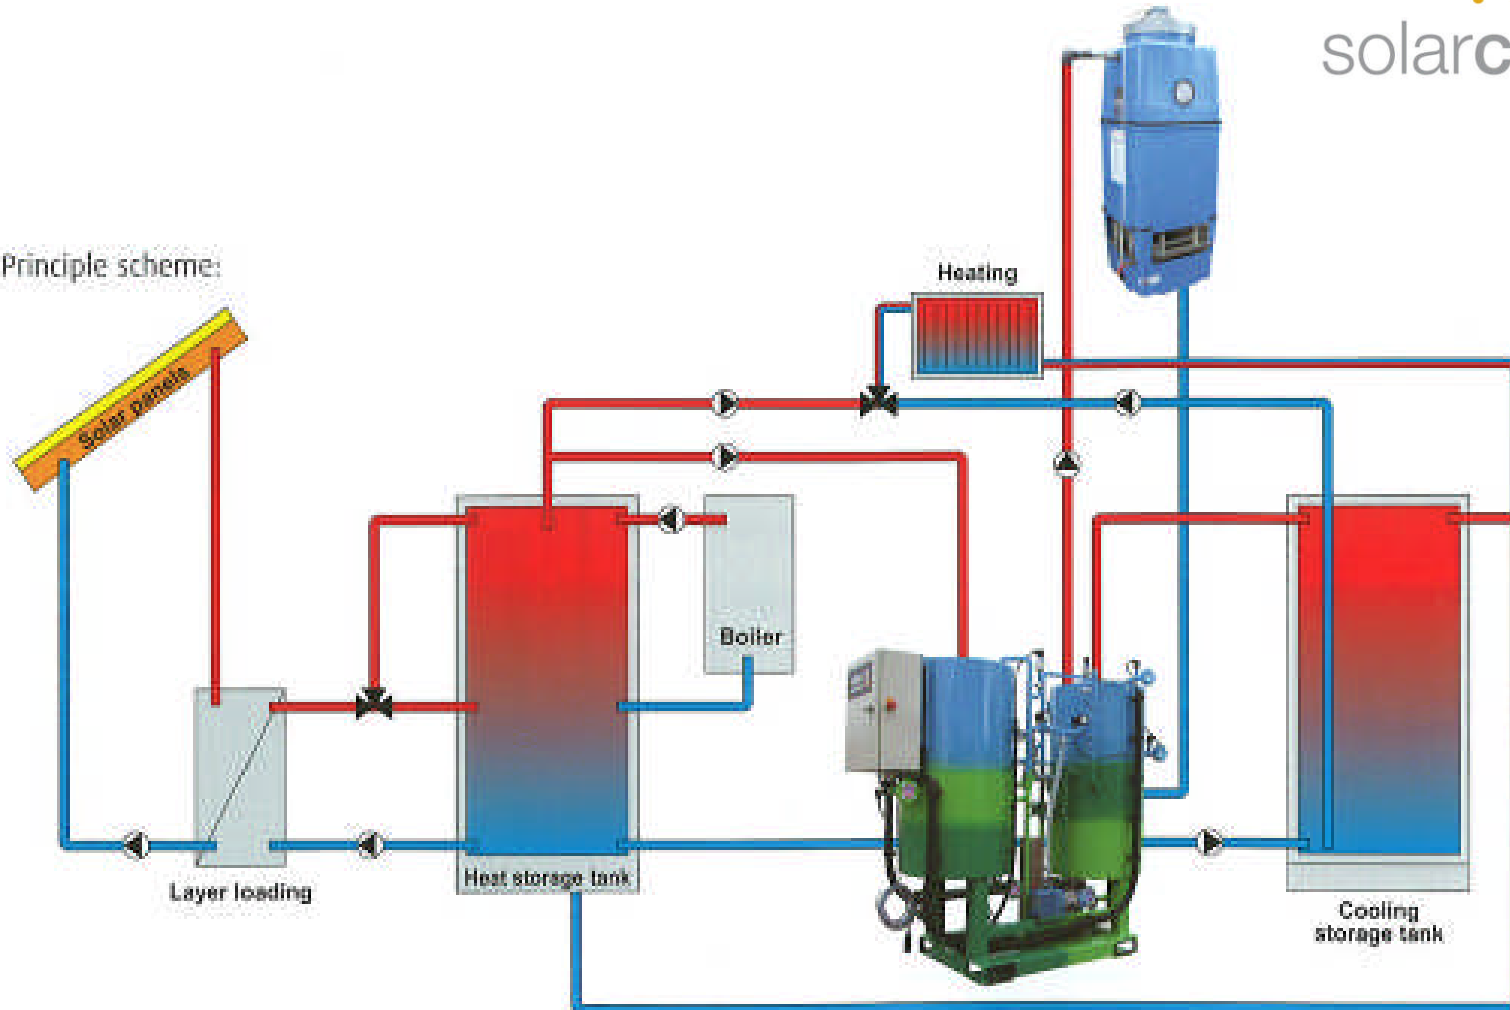 solarc
Principle scheme:
Heating
Solar panels
Boiler
Heat storage tank
Layer loading
Cooling
storage tank